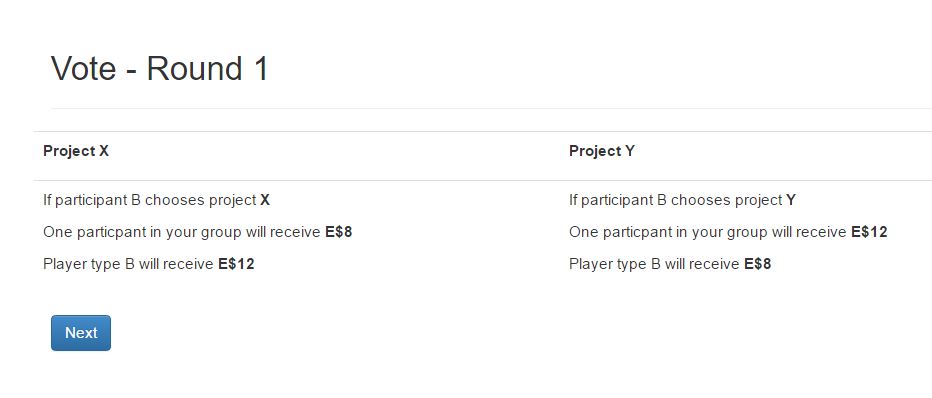 Vote - Round 1
Project X
Project Y
If participant B chooses project X
If participant B chooses project Y
One particpant in your group will receive E$8
One particpant in your group will receive E$12
Player type B will receive E$12
Player type B will receive E$8
Next